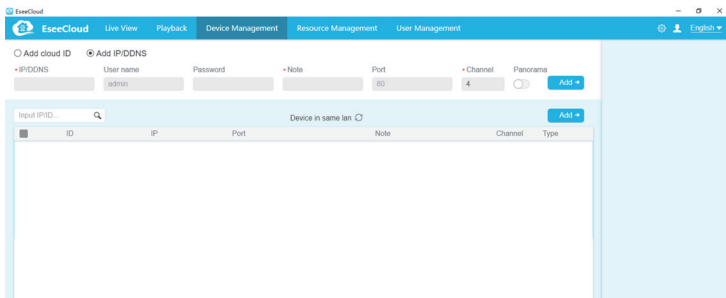 EseeCloud
EseeCloud Live View Playback Device Management Resource Management User Management English
Add cloud ID Add IP/DDNS
*IP/DDNS User name Password *Note Port *Channel Panorama
admin 80 4 Add
Input IP/ID... Device in same lan Add
ID IP Port Note Channel Type